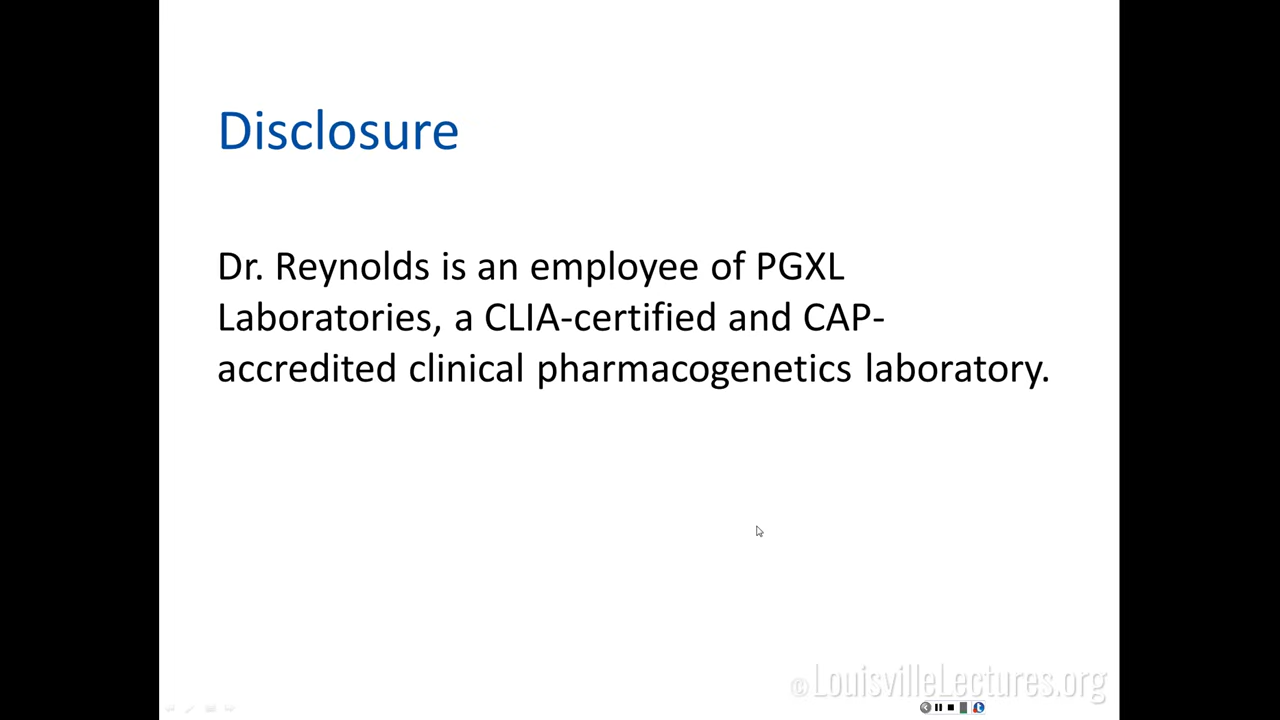 Disclosure
Dr. Reynolds is an employee of PGXL
Laboratories, a CLIA-certified and CAP-
accredited clinical pharmacogenetics laboratory.
©LouisvilleLectures.org